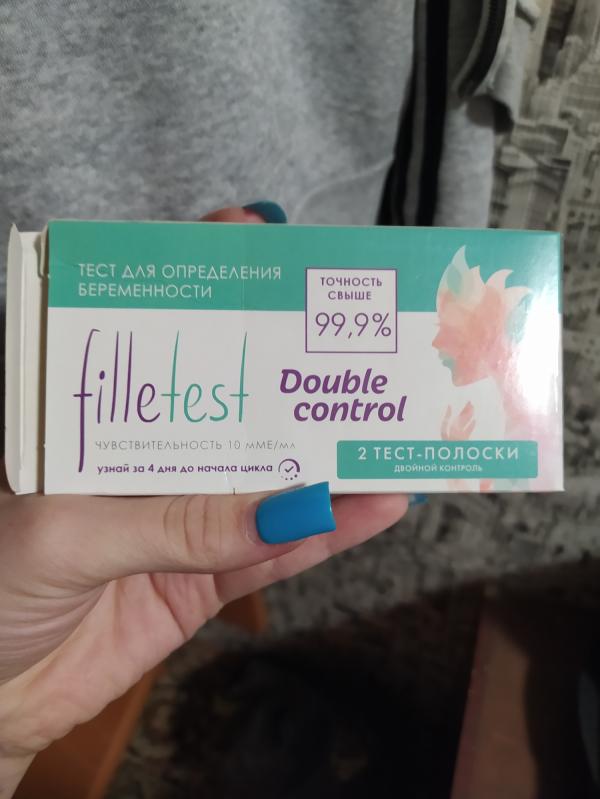 ТЕСТ ДЛЯ ОПРЕДЕЛЕНИЯ
БЕРЕМЕННОСТИ
ТОЧНОСТЬ
СВЫШЕ
99,9%
filletest
Double
control
ЧУВСТВИТЕЛЬНОСТЬ 10 мМЕ/мл
узнай за 4 дня до начала цикла
2 ТЕСТ-ПОЛОСКИ
ДВОЙНОЙ КОНТРОЛЬ